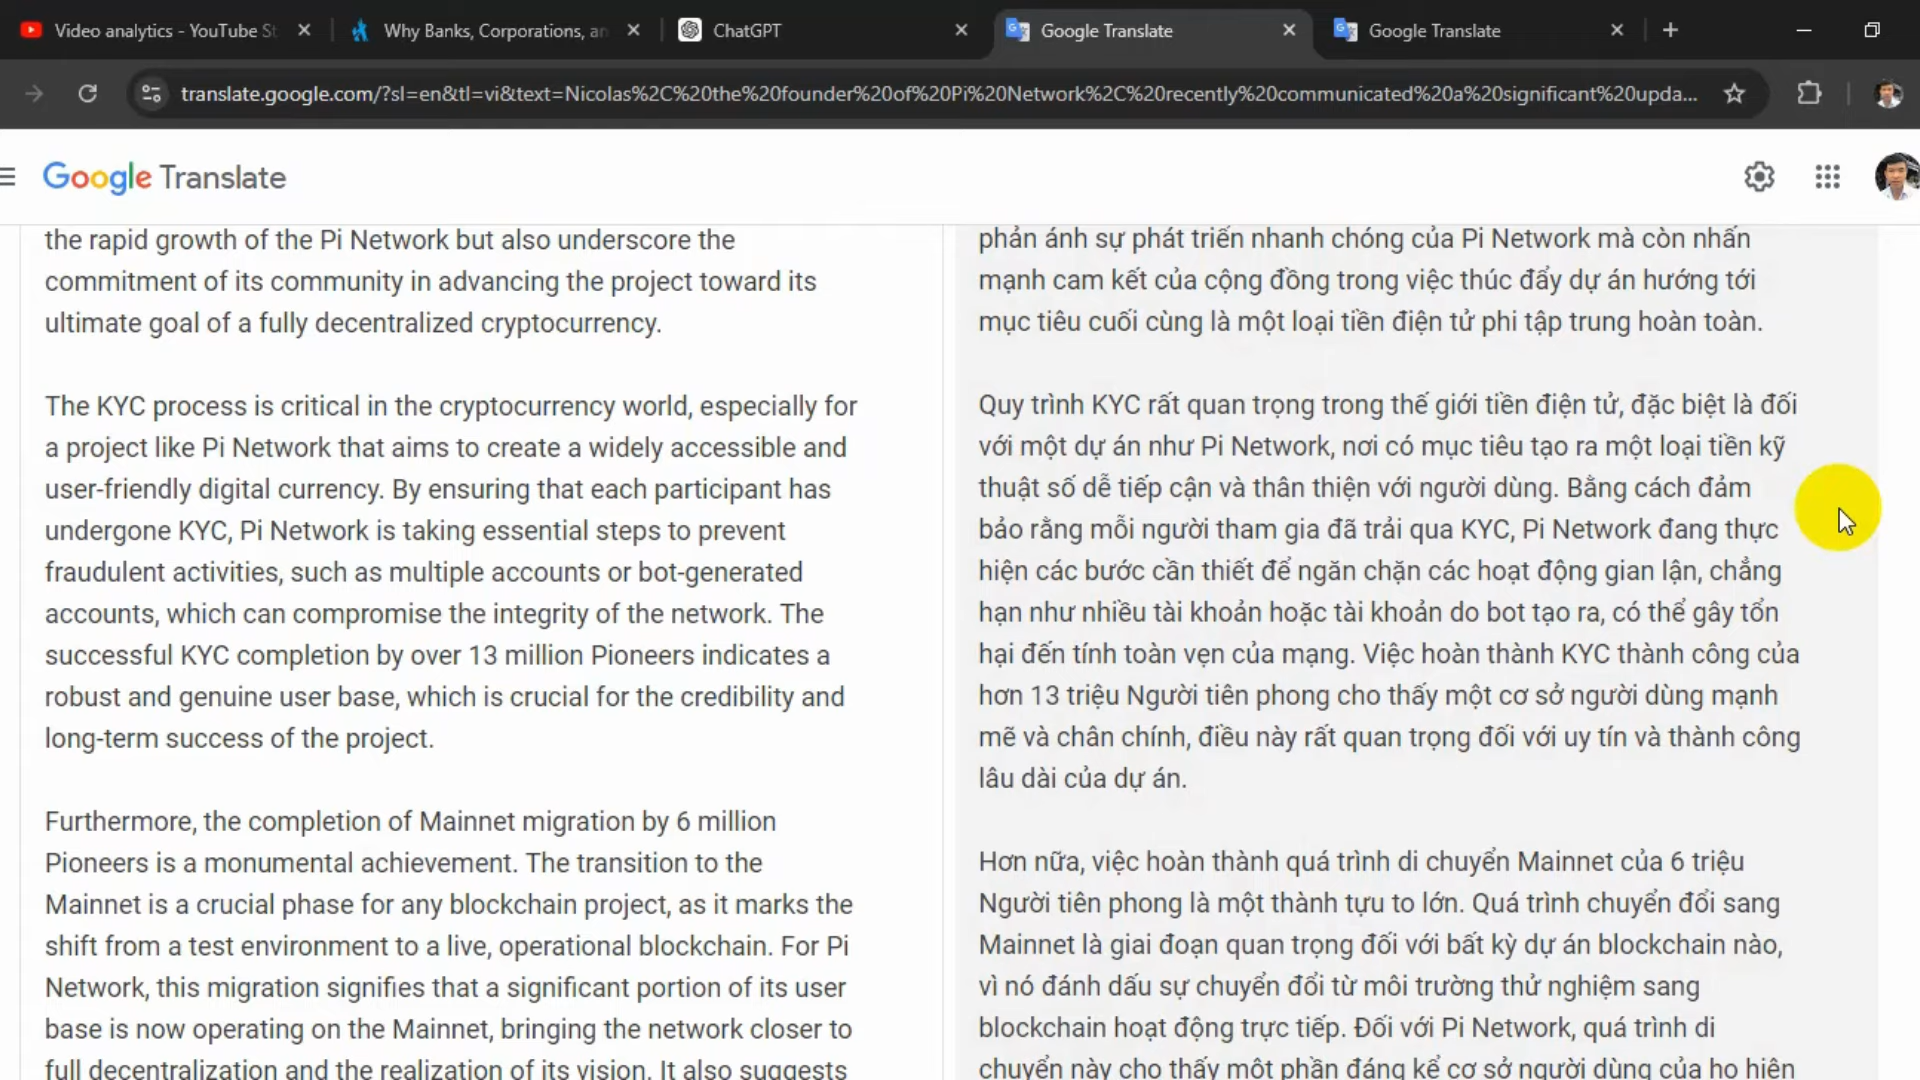 Video analytics - YouTube St
Why Banks, Corporations, an
ChatGPT
Google Translate
Google Translate
translate.google.com/?sl=en&tl=vi&text=Nicolas%2C%20the%20founder%20of%20Pi%20Network%2C%20recently%20communicated%20a%20significant%20upda...
Google Translate
the rapid growth of the Pi Network but also underscore the
commitment of its community in advancing the project toward its
ultimate goal of a fully decentralized cryptocurrency.
The KYC process is critical in the cryptocurrency world, especially for
a project like Pi Network that aims to create a widely accessible and
user-friendly digital currency. By ensuring that each participant has
undergone KYC, Pi Network is taking essential steps to prevent
fraudulent activities, such as multiple accounts or bot-generated
accounts, which can compromise the integrity of the network. The
successful KYC completion by over 13 million Pioneers indicates a
robust and genuine user base, which is crucial for the credibility and
long-term success of the project.
Furthermore, the completion of Mainnet migration by 6 million
Pioneers is a monumental achievement. The transition to the
Mainnet is a crucial phase for any blockchain project, as it marks the
shift from a test environment to a live, operational blockchain. For Pi
Network, this migration signifies that a significant portion of its user
base is now operating on the Mainnet, bringing the network closer to
full decentralization and the realization of its vision. It also suggests
phản ánh sự phát triển nhanh chóng của Pi Network mà còn nhấn
mạnh cam kết của cộng đồng trong việc thúc đẩy dự án hướng tới
mục tiêu cuối cùng là một loại tiền điện tử phi tập trung hoàn toàn.
Quy trình KYC rất quan trọng trong thế giới tiền điện tử, đặc biệt là đối
với một dự án như Pi Network, nơi có mục tiêu tạo ra một loại tiền kỹ
thuật số dễ tiếp cận và thân thiện với người dùng. Bằng cách đảm
bảo rằng mỗi người tham gia đã trải qua KYC, Pi Network đang thực
hiện các bước cần thiết để ngăn chặn các hoạt động gian lận, chẳng
hạn như nhiều tài khoản hoặc tài khoản do bot tạo ra, có thể gây tổn
hại đến tính toàn vẹn của mạng. Việc hoàn thành KYC thành công của
hơn 13 triệu Người tiên phong cho thấy một cơ sở người dùng mạnh
mẽ và chân chính, điều này rất quan trọng đối với uy tín và thành công
lâu dài của dự án.
Hơn nữa, việc hoàn thành quá trình di chuyển Mainnet của 6 triệu
Người tiên phong là một thành tựu to lớn. Quá trình chuyển đổi sang
Mainnet là giai đoạn quan trọng đối với bất kỳ dự án blockchain nào,
vì nó đánh dấu sự chuyển đổi từ môi trường thử nghiệm sang
blockchain hoạt động trực tiếp. Đối với Pi Network, quá trình di
chuyển này cho thấy một phần đáng kể cơ sở người dùng của họ hiện